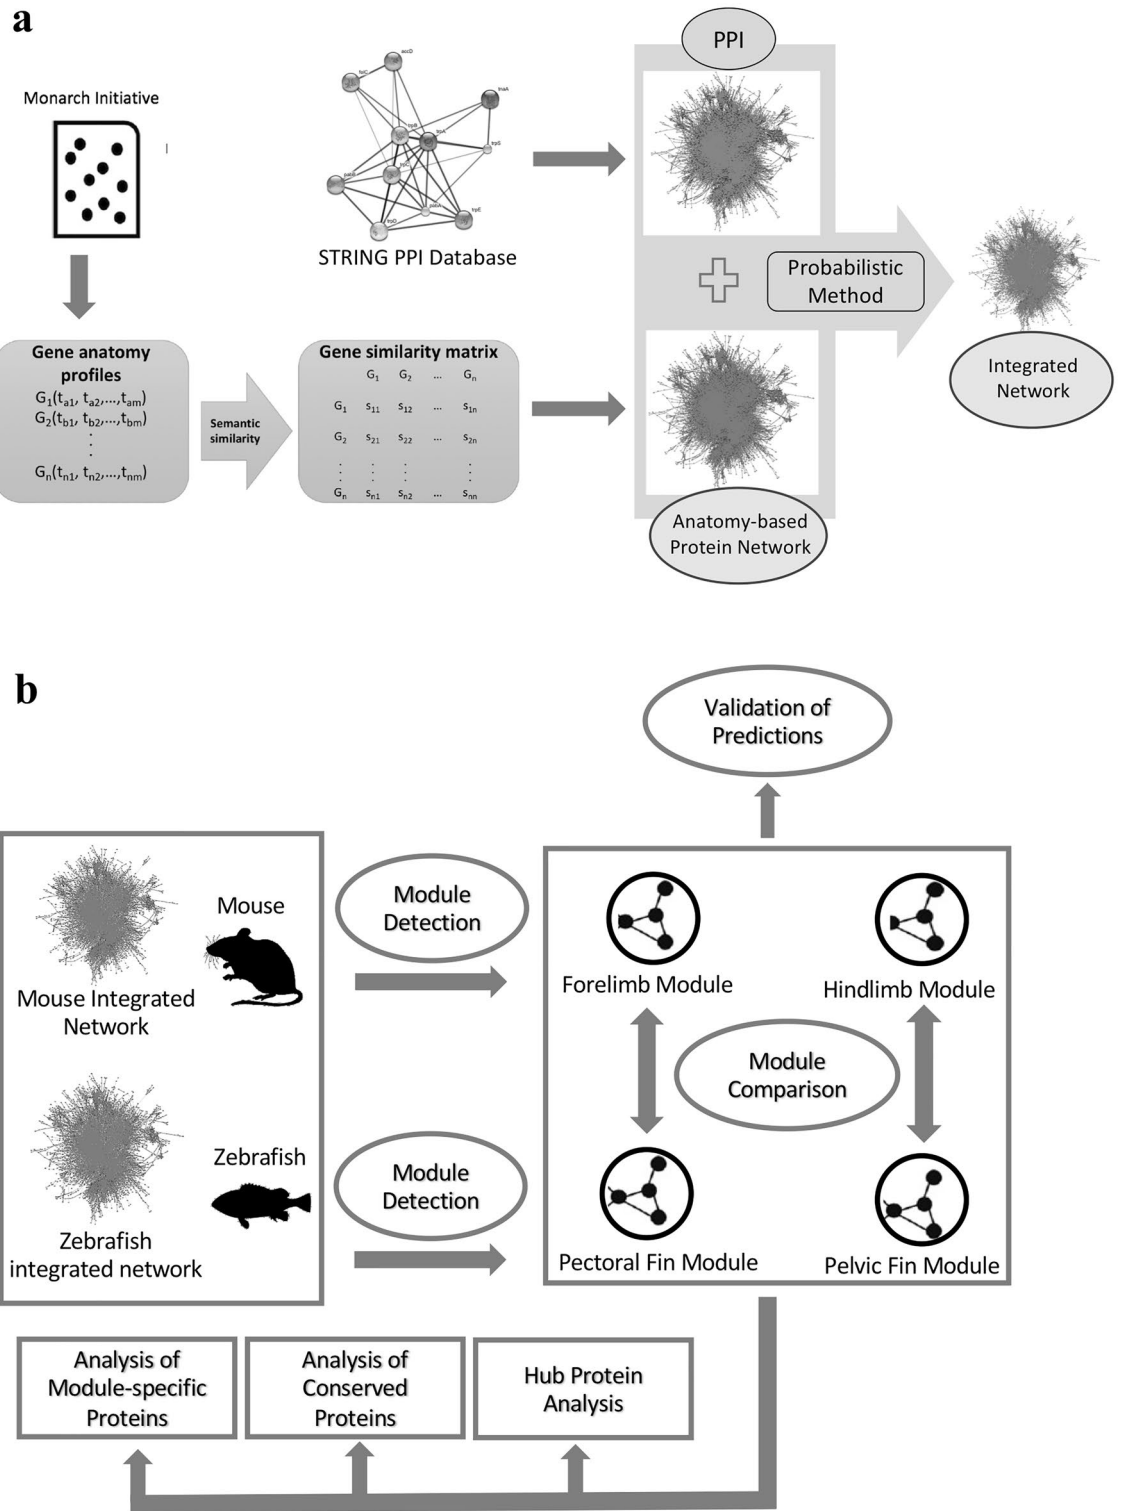 a
Monarch Initiative
STRING PPI Database
PPI
Probabilistic
Method
Integrated
Network
Gene anatomy
profiles
G1(ta1, ta2,...,tam)
G2(tb1, tb2,...,tbm)
.
.
.
Gn(tn1, tn2,...,tnm)
Semantic
similarity
Gene similarity matrix
G1 G2 ... Gn
G1 s11 s12 ... s1n
G2 s21 s22 ... s2n
. . . .
. . . .
. . . .
Gn sn1 sn2 ... snn
Anatomy-based
Protein Network
b
Validation of
Predictions
Mouse
Mouse Integrated
Network
Module
Detection
Zebrafish
Zebrafish
integrated network
Module
Detection
Forelimb Module
Hindlimb Module
Module
Comparison
Pectoral Fin Module
Pelvic Fin Module
Analysis of
Module-specific
Proteins
Analysis of
Conserved
Proteins
Hub Protein
Analysis